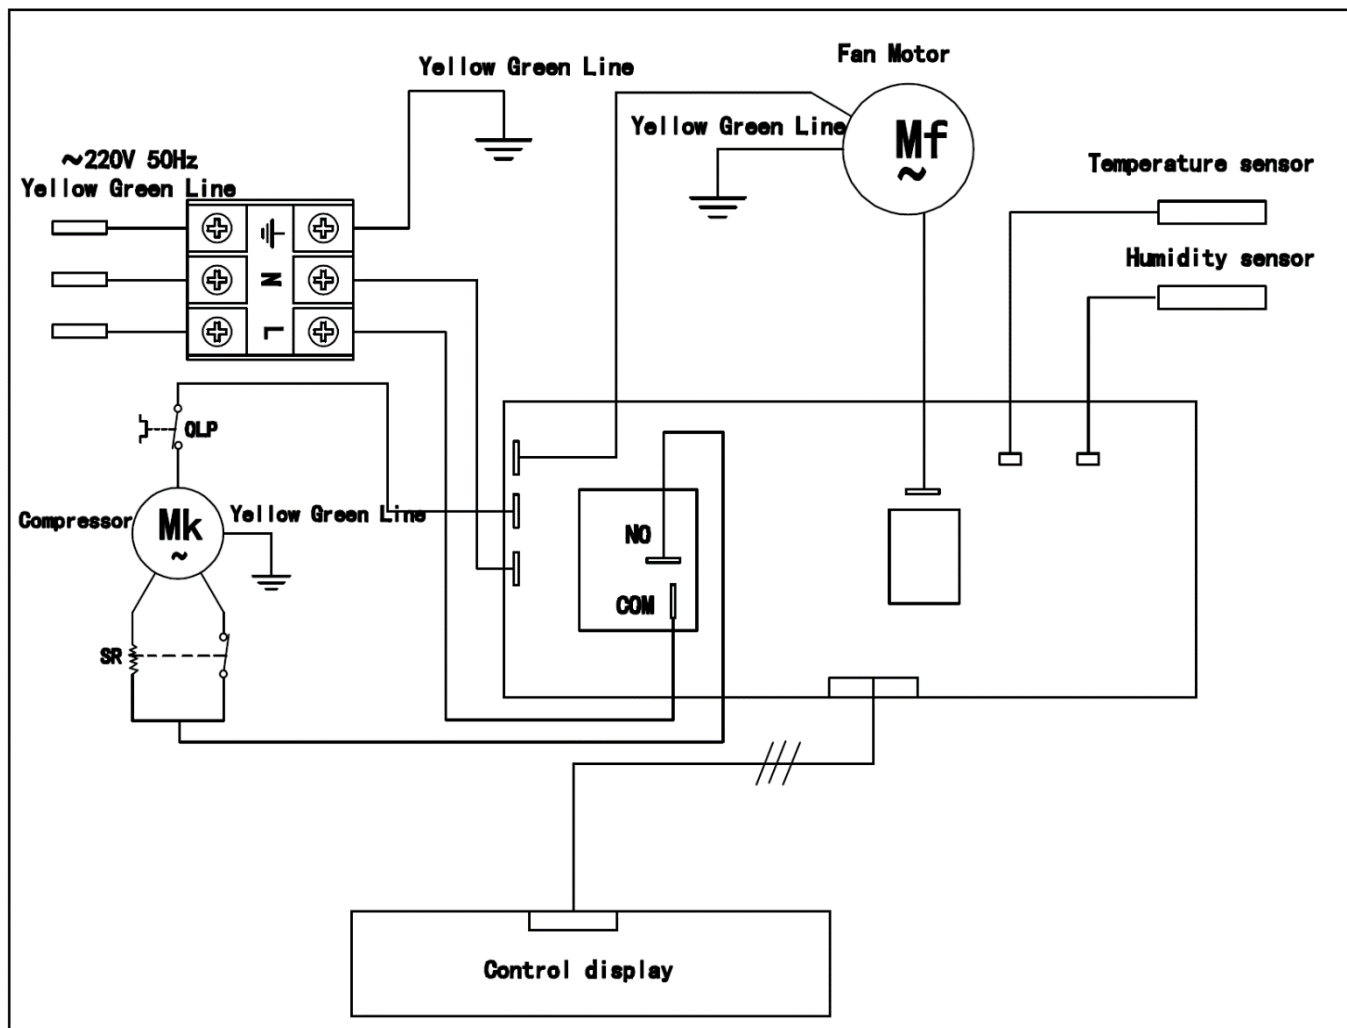 Fan Motor
Yellow Green Line
Yellow Green Line
Mf
~
~220V 50Hz
Yellow Green Line
Temperature sensor
Humidity sensor
N
L
OLP
Compressor
Mk
~
Yellow Green Line
NO
COM
SR
Control display